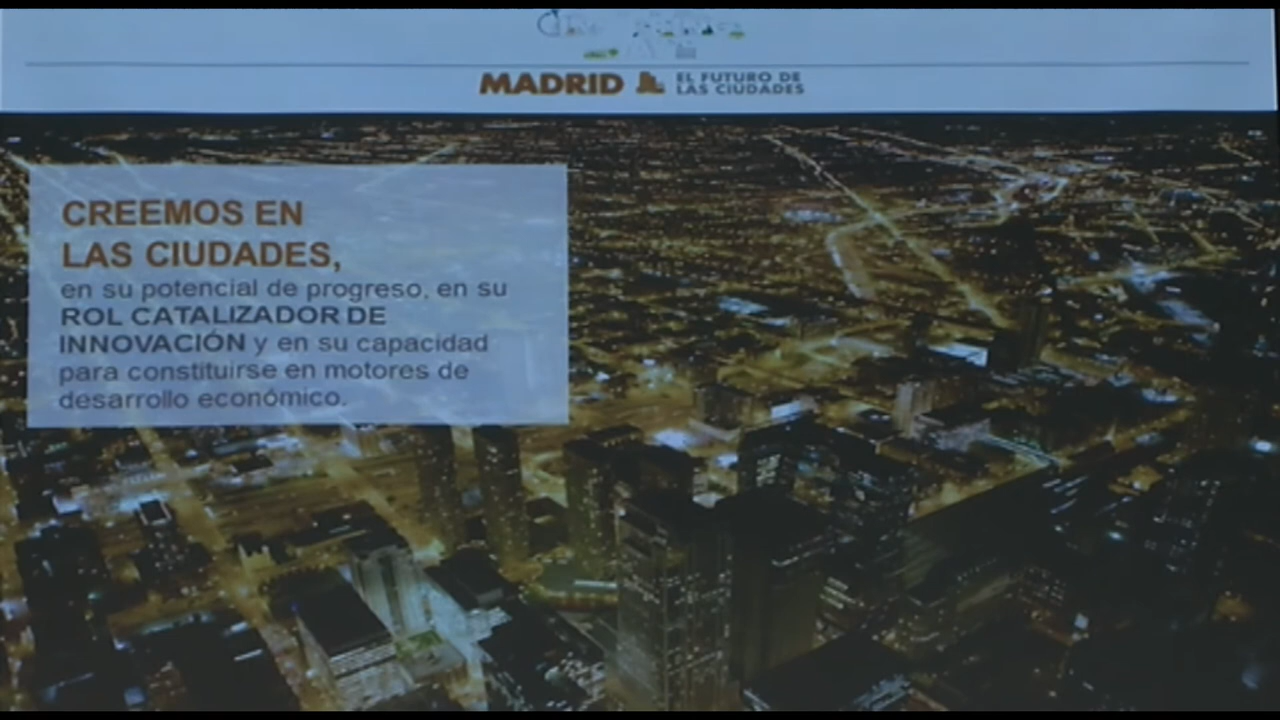 MADRID EL FUTURO DE
LAS CIUDADES
CREEMOS EN
LAS CIUDADES,
en su potencial de progreso, en su
ROL CATALIZADOR DE
INNOVACIÓN y en su capacidad
para constituirse en motores de
desarrollo económico.